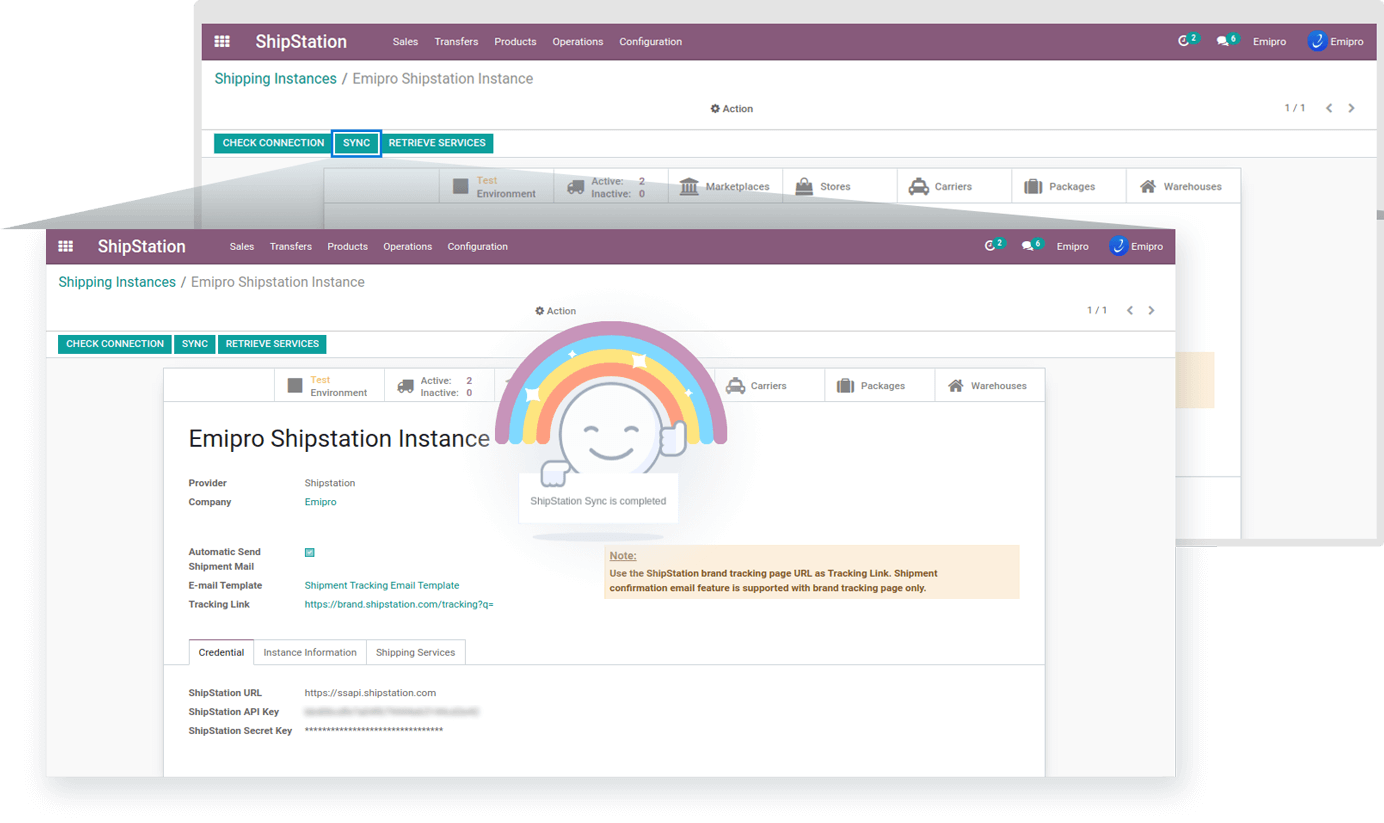 ShipStation Sales Transfers Products Operations Configuration 2 6 Emipro Emipro
Shipping Instances / Emipro Shipstation Instance
Action 1 / 1
CHECK CONNECTION SYNC RETRIEVE SERVICES
Test Environment Active: 2 Inactive: 0 Marketplaces Stores Carriers Packages Warehouses
ShipStation Sales Transfers Products Operations Configuration 2 6 Emipro Emipro
Shipping Instances / Emipro Shipstation Instance
Action 1 / 1
CHECK CONNECTION SYNC RETRIEVE SERVICES
Test Environment Active: 2 Inactive: 0 Carriers Packages Warehouses
Emipro Shipstation Instance
Provider Shipstation
Company Emipro
ShipStation Sync is completed
Automatic Send
Shipment Mail
E-mail Template Shipment Tracking Email Template
Tracking Link https://brand.shipstation.com/tracking?q=
Note:
Use the ShipStation brand tracking page URL as Tracking Link. Shipment
confirmation email feature is supported with brand tracking page only.
Credential Instance Information Shipping Services
ShipStation URL https://ssapi.shipstation.com
ShipStation API Key
ShipStation Secret Key ********************************